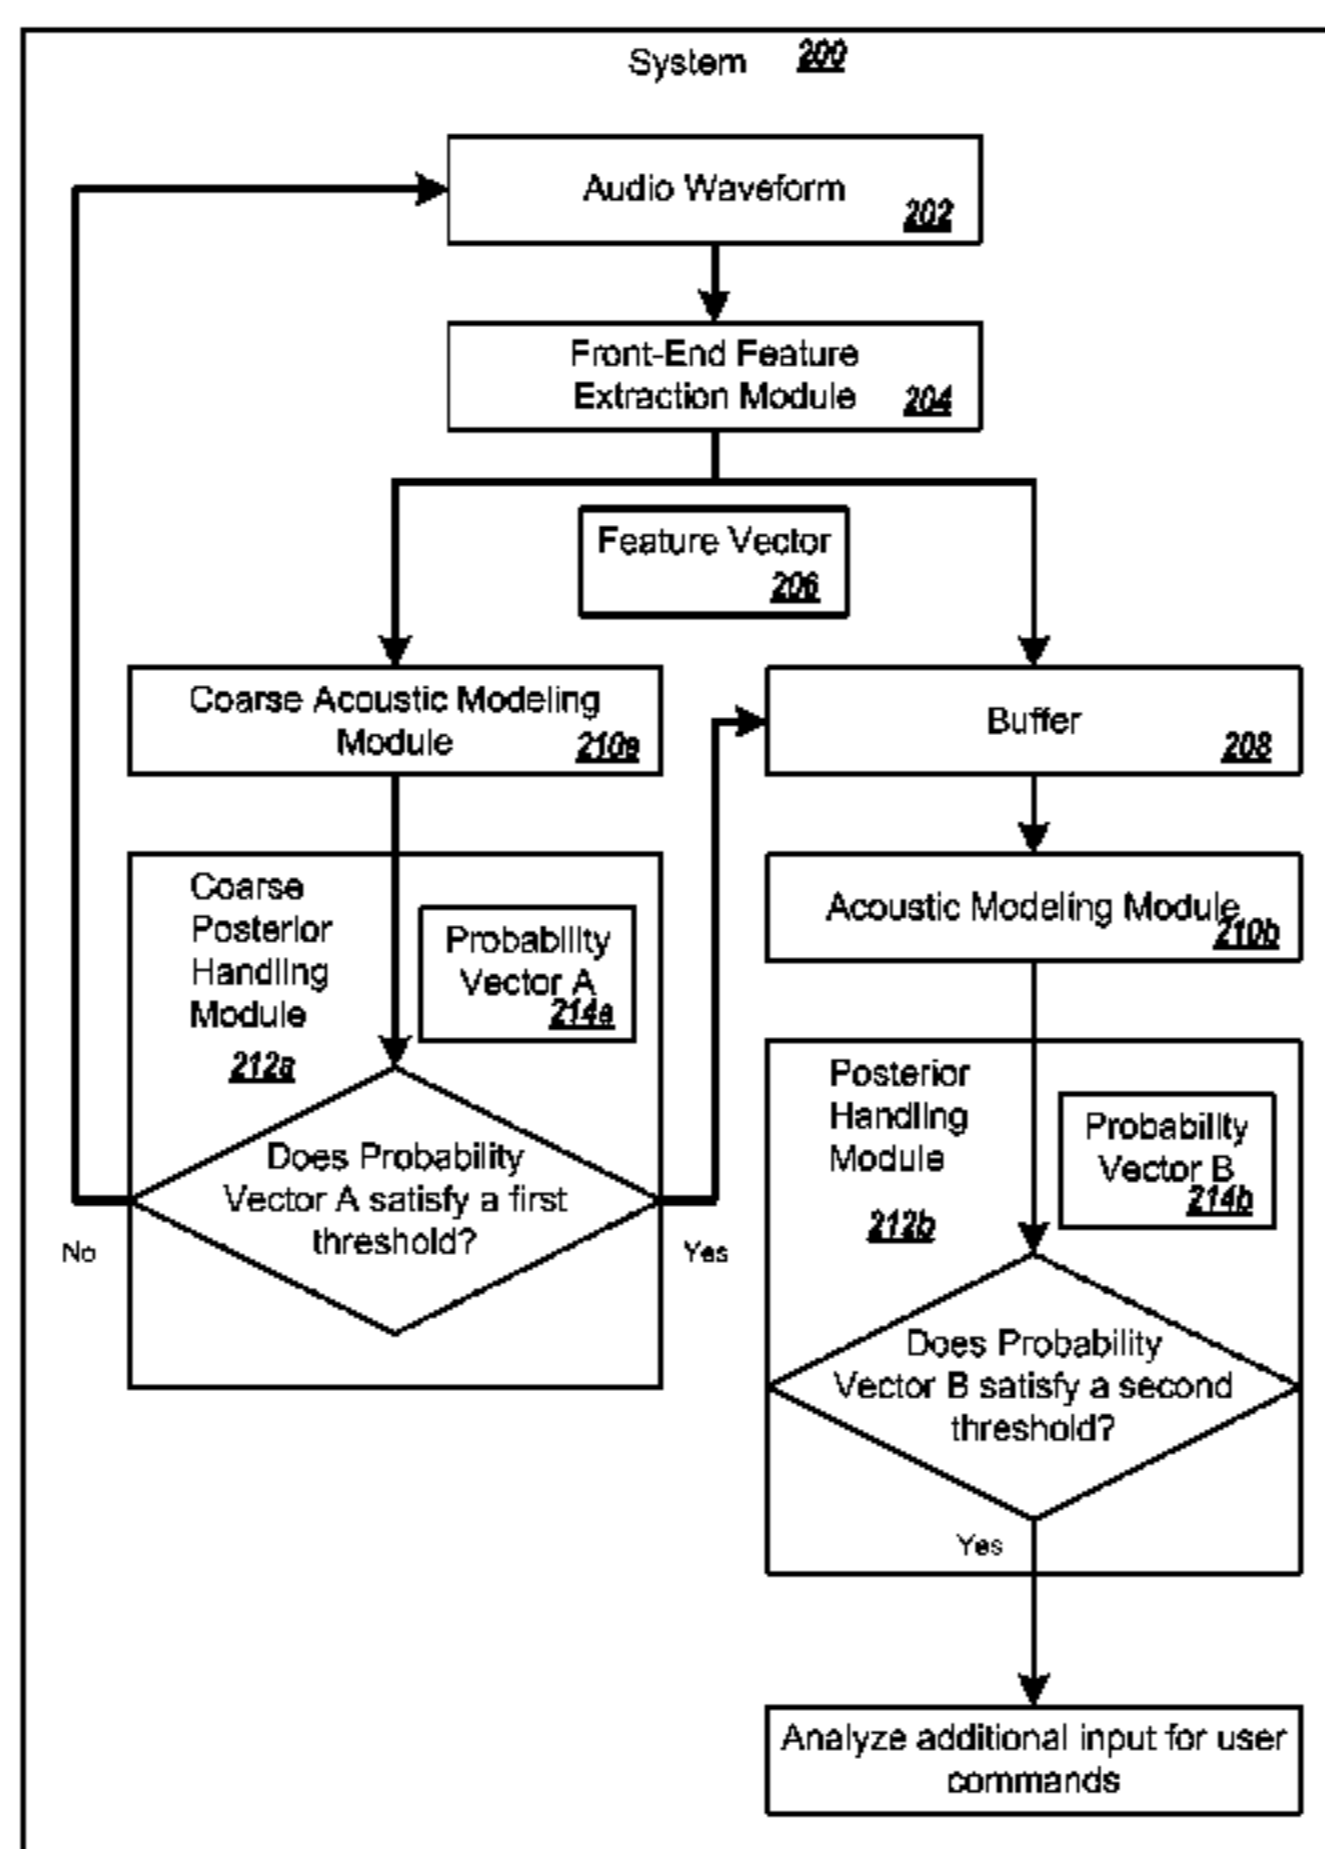 System 200
Audio Waveform
202
Front-End Feature
Extraction Module 204
Feature Vector
206
Coarse Acoustic Modeling
Module 210a
Buffer
208
Coarse
Posterior
Handling
Module
212a
Probability
Vector A
214a
Acoustic Modeling Module
210b
Does Probability
Vector A satisfy a first
threshold?
No
Yes
Posterior
Handling
Module
212b
Probability
Vector B
214b
Does Probability
Vector B satisfy a second
threshold?
Yes
Analyze additional input for user
commands